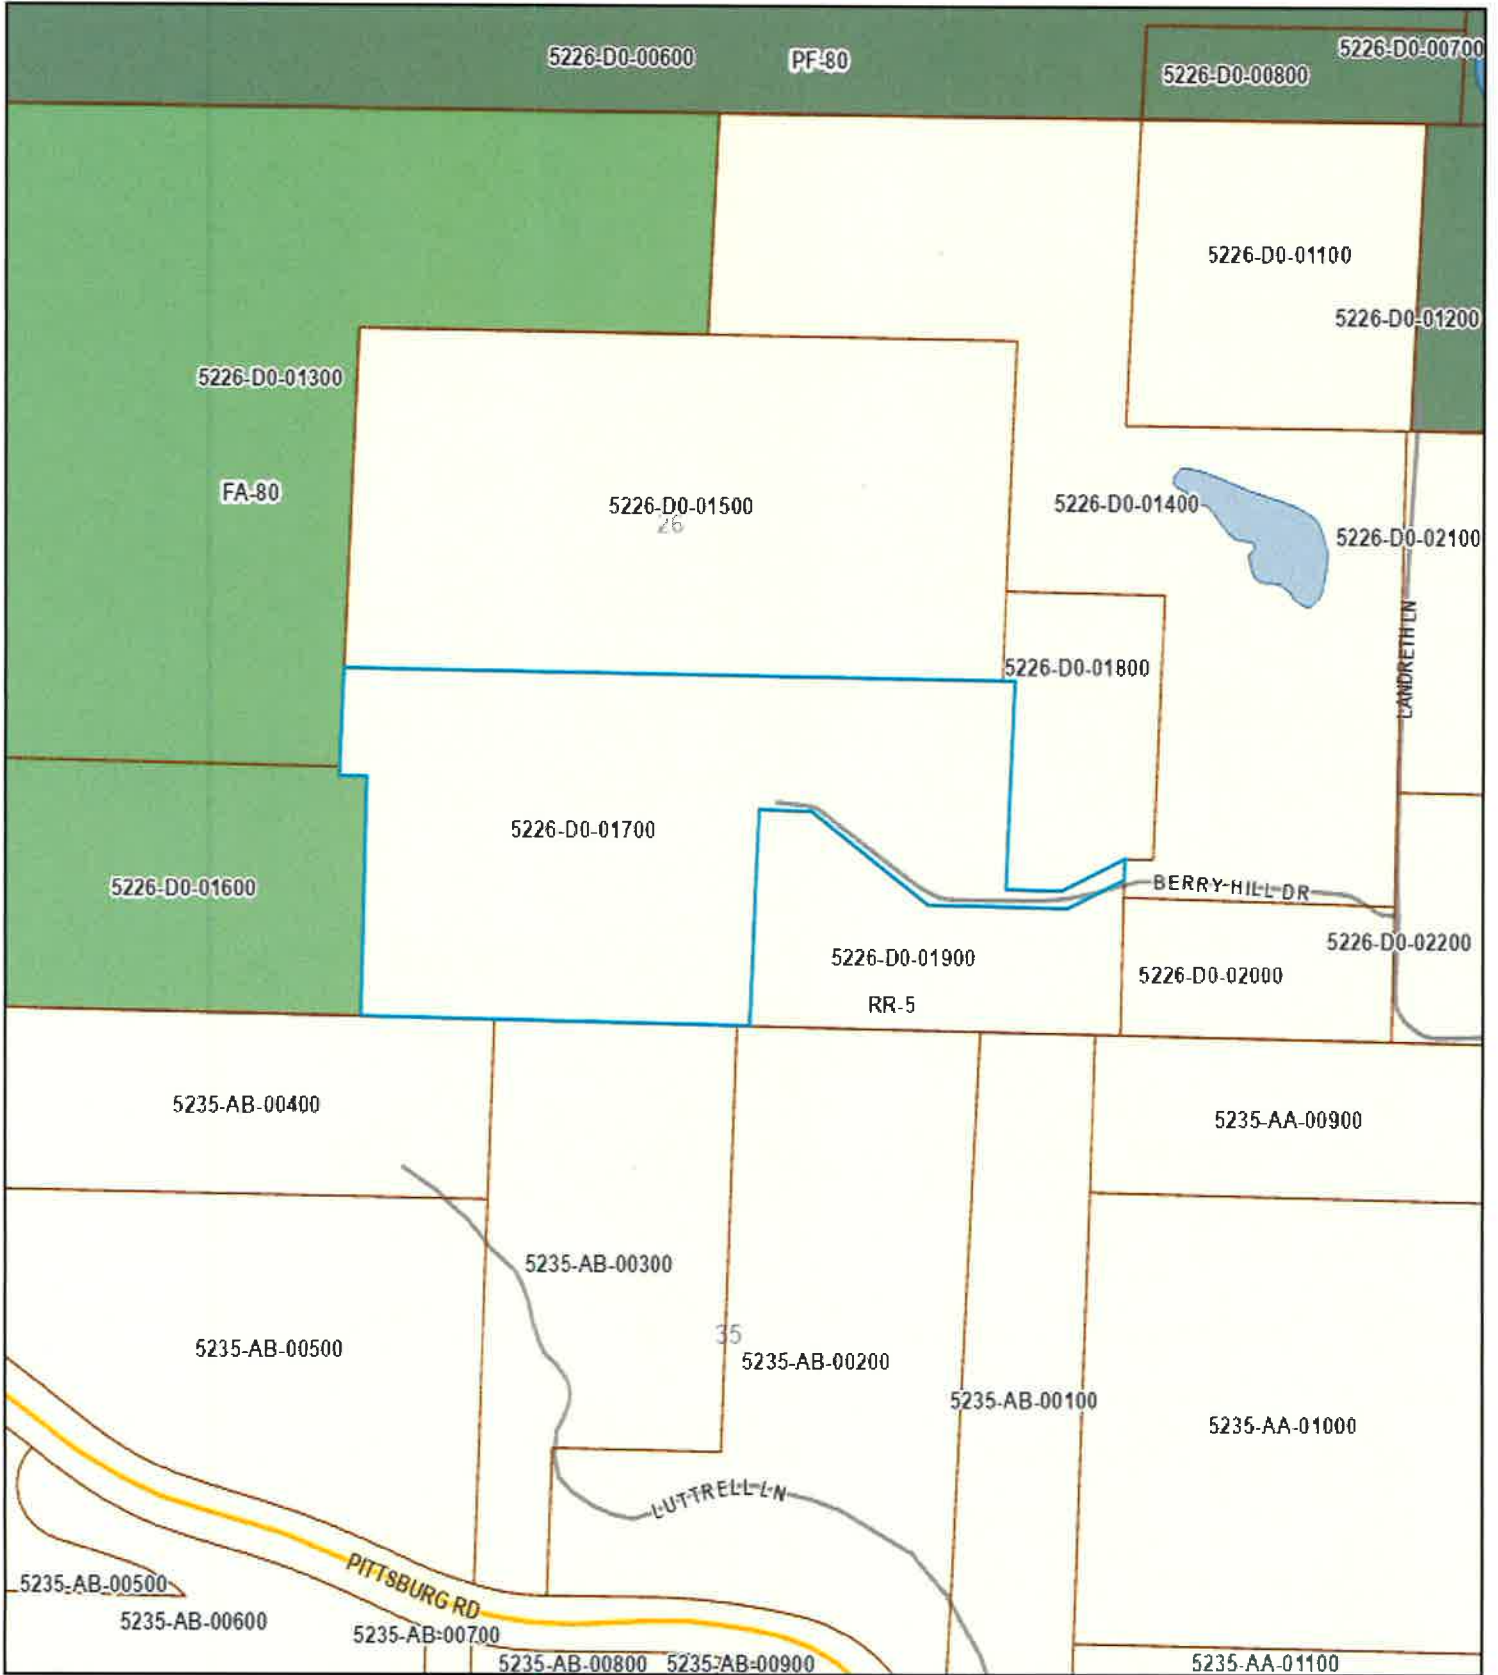 5226-D0-00600
PF-80
5226-D0-00700
5226-D0-00800
5226-D0-01100
5226-D0-01200
5226-D0-01300
FA-80
5226-D0-01500
26
5226-D0-01400
5226-D0-02100
LANDRETH LN
5226-D0-01800
5226-D0-01700
5226-D0-01600
BERRY HILL DR
5226-D0-01900
RR-5
5226-D0-02000
5226-D0-02200
5235-AB-00400
5235-AA-00900
5235-AB-00300
35
5235-AB-00500
5235-AB-00200
5235-AB-00100
5235-AA-01000
LUTTRELL LN
PITTSBURG RD
5235-AB-00500
5235-AB-00600
5235-AB-00700
5235-AB-00800
5235-AB-00900
5235-AA-01100